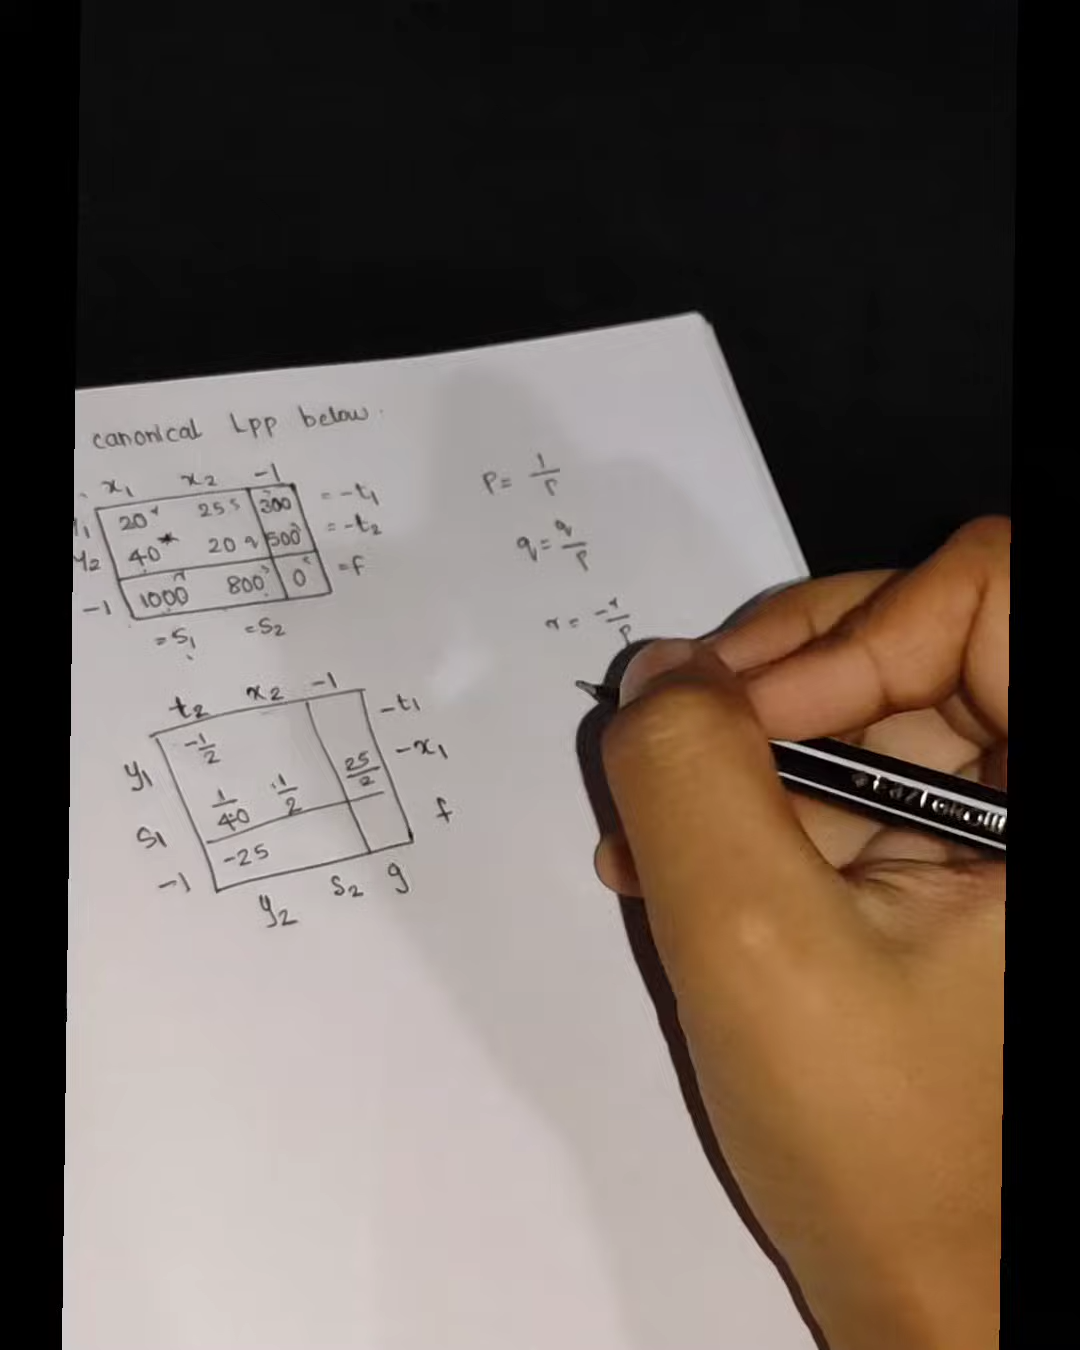 canonical Lpp below.
x1 x2 -1
20 r 25 s 300 = -t1
y2 40 * 20 q 500 = -t2
-1 1000 r 800 s 0 = f
= S1 = S2
P = 1/P
q = q/P
r = -r/P
t2 x2 -1
y1 -1/2 -t1
S1 1/40 1/2 25/2 -x1
-1 -25 f
y2 S2 g